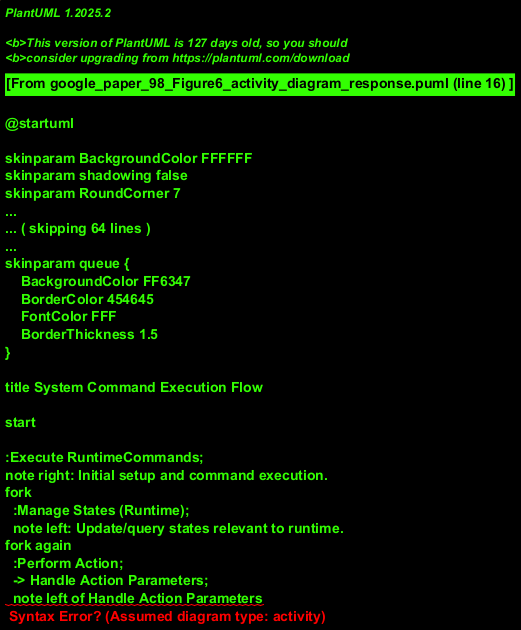 PlantUML 1.2025.2
<b>This version of PlantUML is 127 days old, so you should
<b>consider upgrading from https://plantuml.com/download
[From google_paper_98_Figure6_activity_diagram_response.puml (line 16) ]
@startuml
skinparam BackgroundColor FFFFFF
skinparam shadowing false
skinparam RoundCorner 7
...
... ( skipping 64 lines )
...
skinparam queue {
BackgroundColor FF6347
BorderColor 454645
FontColor FFF
BorderThickness 1.5
}
title System Command Execution Flow
start
:Execute RuntimeCommands;
note right: Initial setup and command execution.
fork
:Manage States (Runtime);
note left: Update/query states relevant to runtime.
fork again
:Perform Action;
-> Handle Action Parameters;
note left of Handle Action Parameters
Syntax Error? (Assumed diagram type: activity)